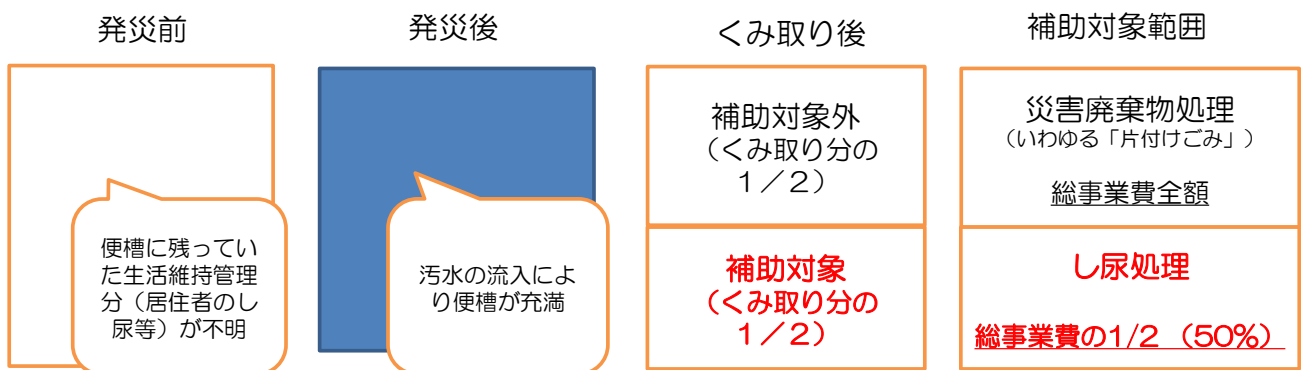 発災前
発災後
くみ取り後
補助対象範囲
便槽に残ってい
た生活維持管理
分（居住者のし
尿等）が不明
汚水の流入によ
り便槽が充満
補助対象外
（くみ取り分の
１／２）
補助対象
（くみ取り分の
１／２）
災害廃棄物処理
（いわゆる「片付けごみ」）
総事業費全額
し尿処理
総事業費の1/2 （50%）